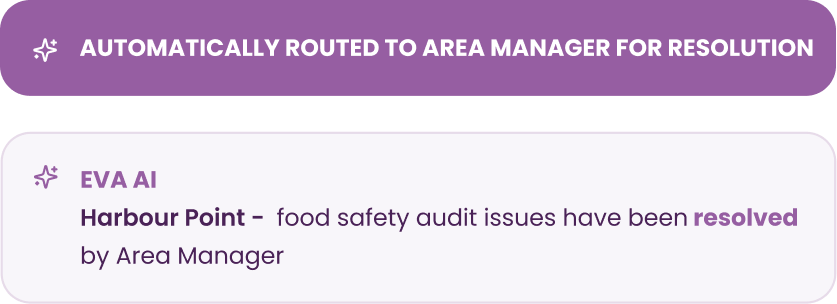 AUTOMATICALLY ROUTED TO AREA MANAGER FOR RESOLUTION
EVA AI
Harbour Point - food safety audit issues have been resolved
by Area Manager